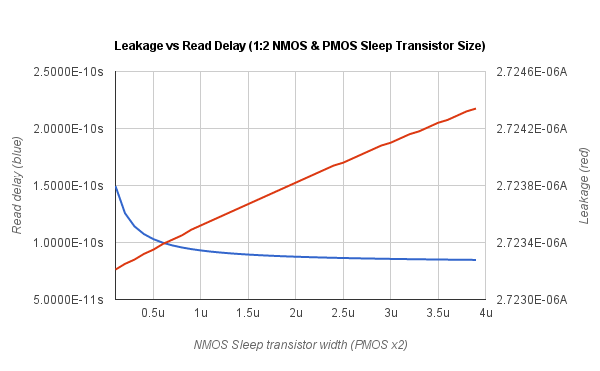 Leakage vs Read Delay (1:2 NMOS & PMOS Sleep Transistor Size)
2.5000E-10s
2.0000E-10s
1.5000E-10s
1.0000E-10s
5.0000E-11s
Read delay (blue)
2.7246E-06A
2.7242E-06A
2.7238E-06A
2.7234E-06A
2.7230E-06A
Leakage (red)
0.5u 1u 1.5u 2u 2.5u 3u 3.5u 4u
NMOS Sleep transistor width (PMOS x2)